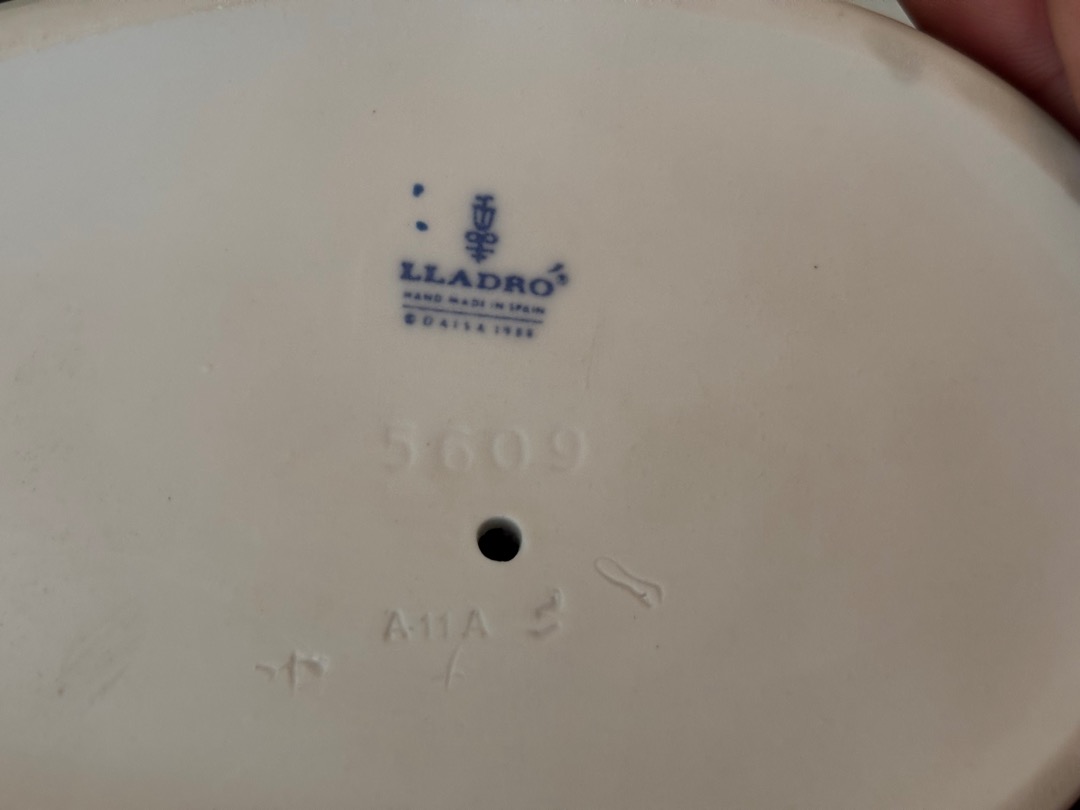 LLADRÓ®
HAND MADE IN SPAIN
© DAISA 1988
5609
A-11 A